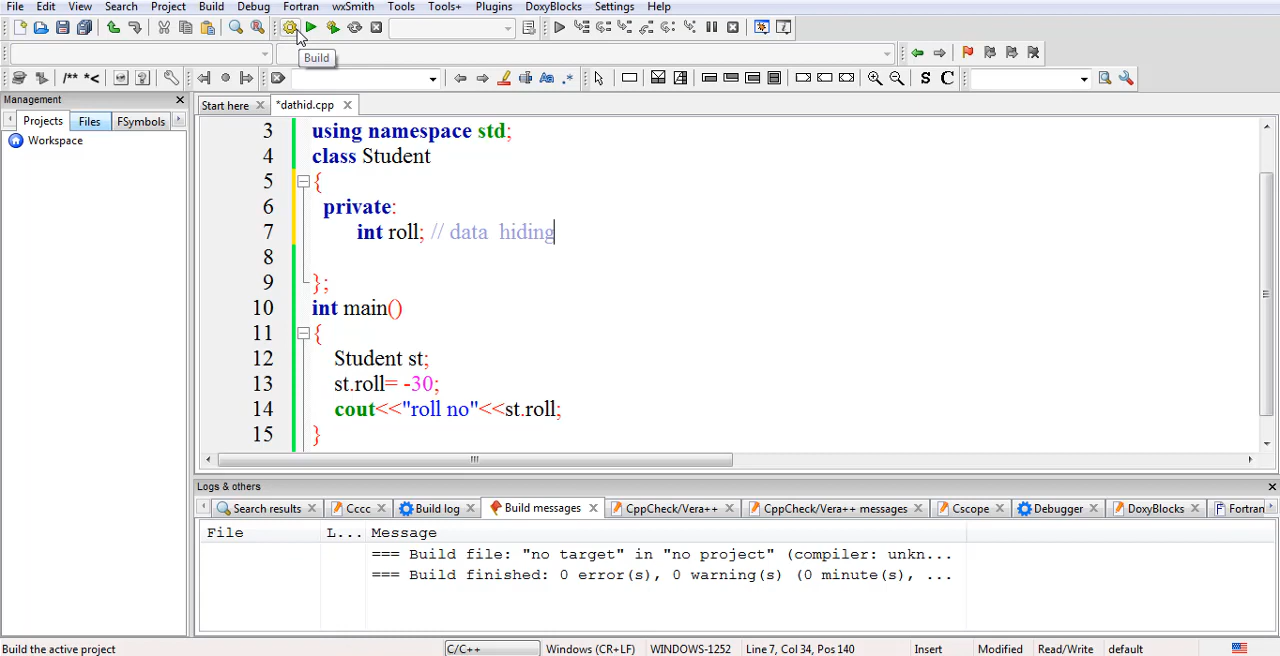 File Edit View Search Project Build Debug Fortran wxSmith Tools Tools+ Plugins DoxyBlocks Settings Help
Build
/** *<
S C
Management
Projects Files FSymbols
Workspace
Start here *dathid.cpp
3 using namespace std;
4 class Student
5 {
6 private:
7 int roll; // data hiding
8
9 };
10 int main()
11 {
12 Student st;
13 st.roll= -30;
14 cout<<"roll no"<<st.roll;
15 }
Logs & others
Search results Cccc Build log Build messages CppCheck/Vera++ CppCheck/Vera++ messages Cscope Debugger DoxyBlocks Fortran
File L... Message
=== Build file: "no target" in "no project" (compiler: unkn...
=== Build finished: 0 error(s), 0 warning(s) (0 minute(s), ...
Build the active project C/C++ Windows (CR+LF) WINDOWS-1252 Line 7, Col 34, Pos 140 Insert Modified Read/Write default